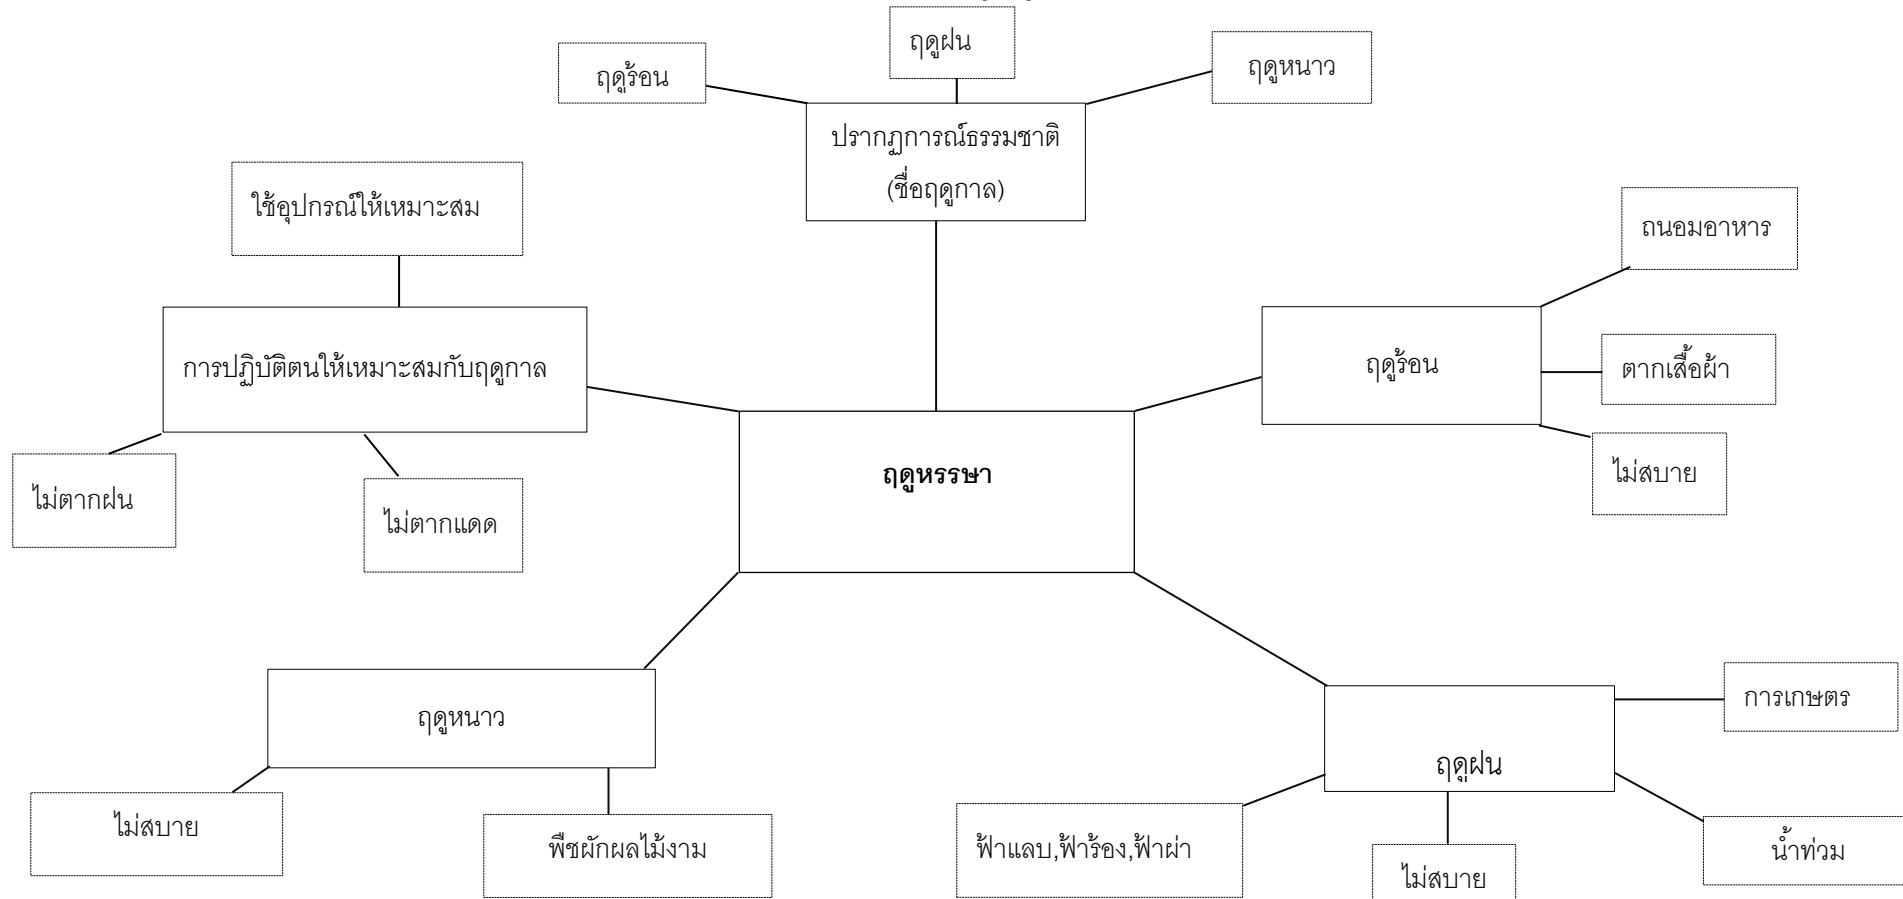 ฤดูฝน
ฤดูร้อน
ฤดูหนาว
ปรากฏการณ์ธรรมชาติ
(ชื่อฤดูกาล)
ใช้อุปกรณ์ให้เหมาะสม
ถนอมอาหาร
การปฏิบัติตนให้เหมาะสมกับฤดูกาล
ฤดูร้อน
ตากเสื้อผ้า
ฤดูหรรษา
ไม่สบาย
ไม่ตากฝน
ไม่ตากแดด
ฤดูหนาว
การเกษตร
ฤดูฝน
ไม่สบาย
พืชผักผลไม้งาม
ฟ้าแลบ,ฟ้าร้อง,ฟ้าผ่า
น้ำท่วม
ไม่สบาย